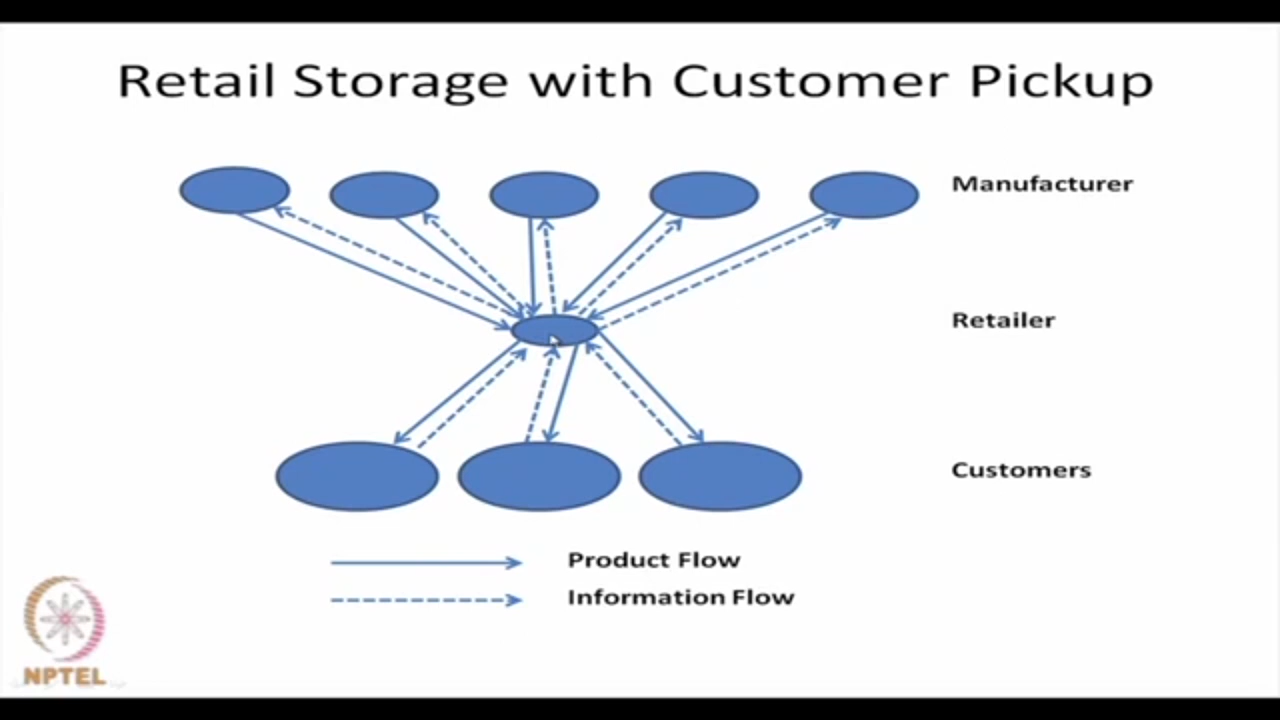 Retail Storage with Customer Pickup
Manufacturer
Retailer
Customers
Product Flow
Information Flow
NPTEL